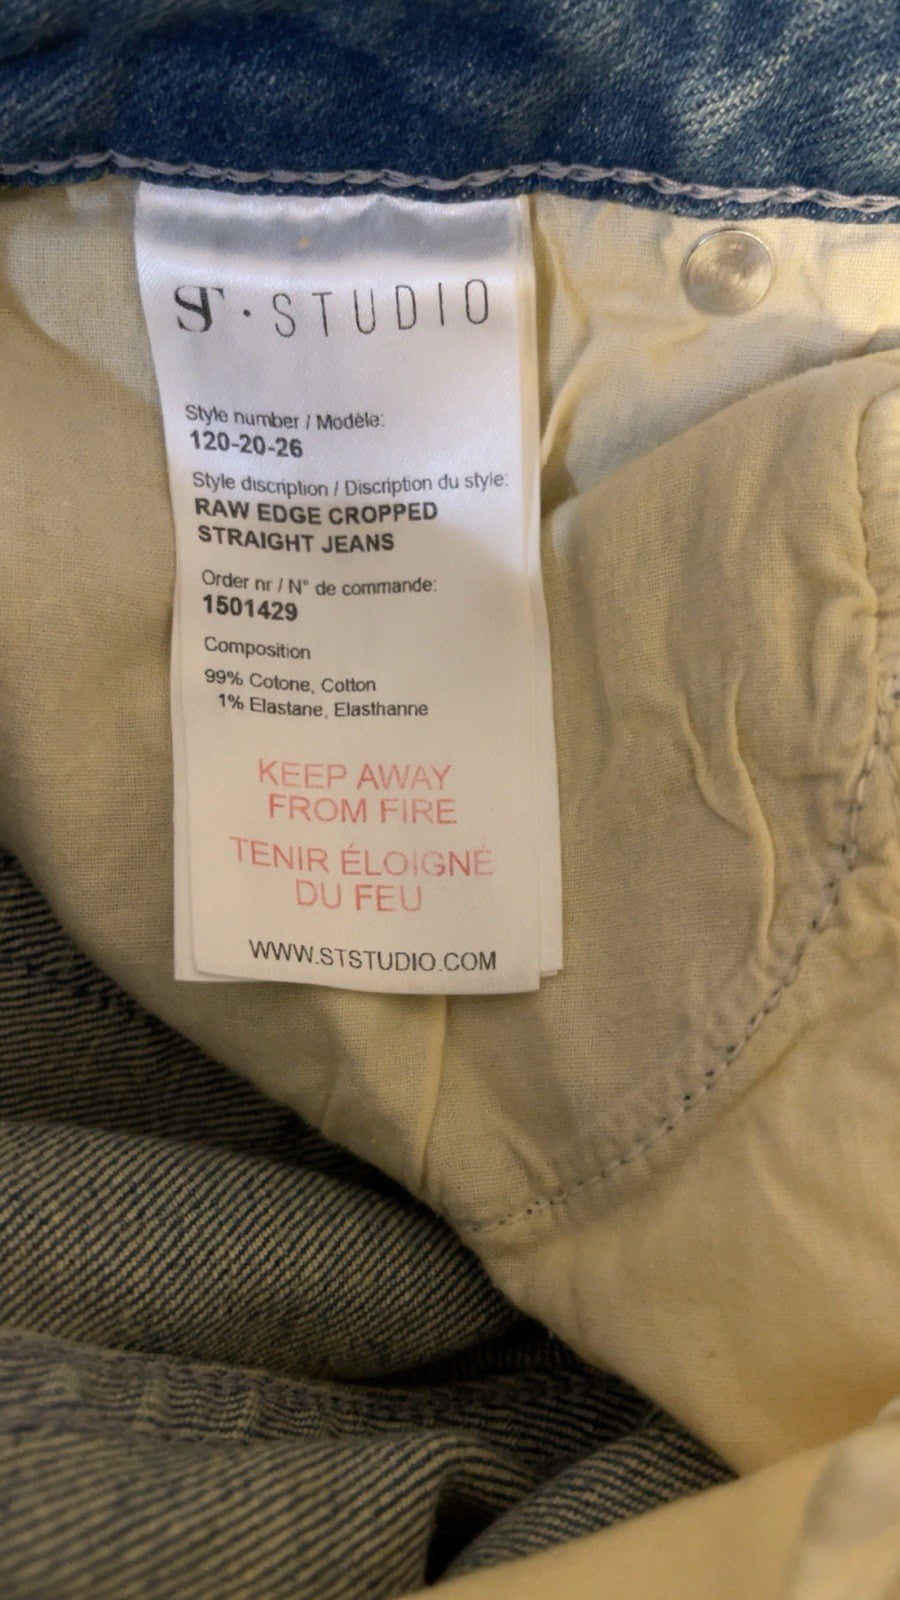 ST · STUDIO
Style number / Modèle:
120-20-26
Style discription / Discription du style:
RAW EDGE CROPPED
STRAIGHT JEANS
Order nr / N° de commande:
1501429
Composition
99% Cotone, Cotton
1% Elastane, Elasthanne
KEEP AWAY
FROM FIRE
TENIR ÉLOIGNÉ
DU FEU
WWW.STSTUDIO.COM